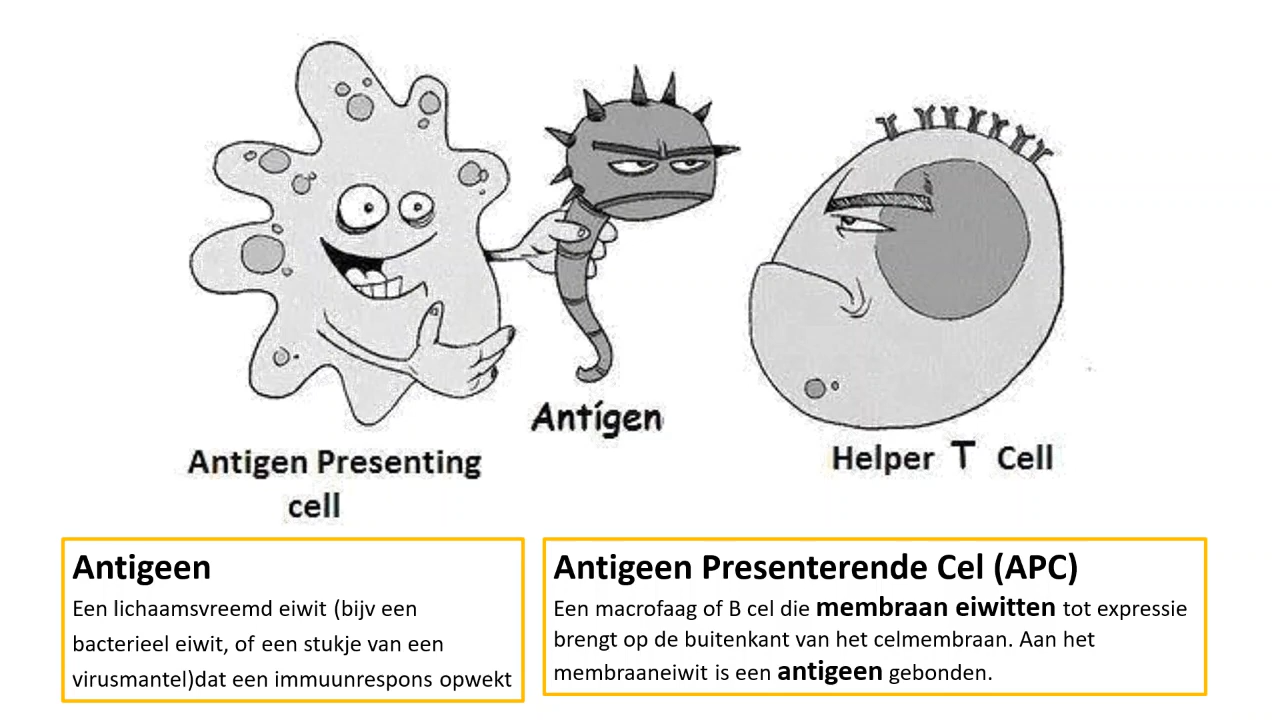 Antigen
Antigen Presenting
cell
Helper T Cell
Antigeen
Een lichaamsvreemd eiwit (bijv een
bacterieel eiwit, of een stukje van een
virusmantel)dat een immuunrespons opwekt
Antigeen Presenterende Cel (APC)
Een macrofaag of B cel die membraan eiwitten tot expressie
brengt op de buitenkant van het celmembraan. Aan het
membraaneiwit is een antigeen gebonden.